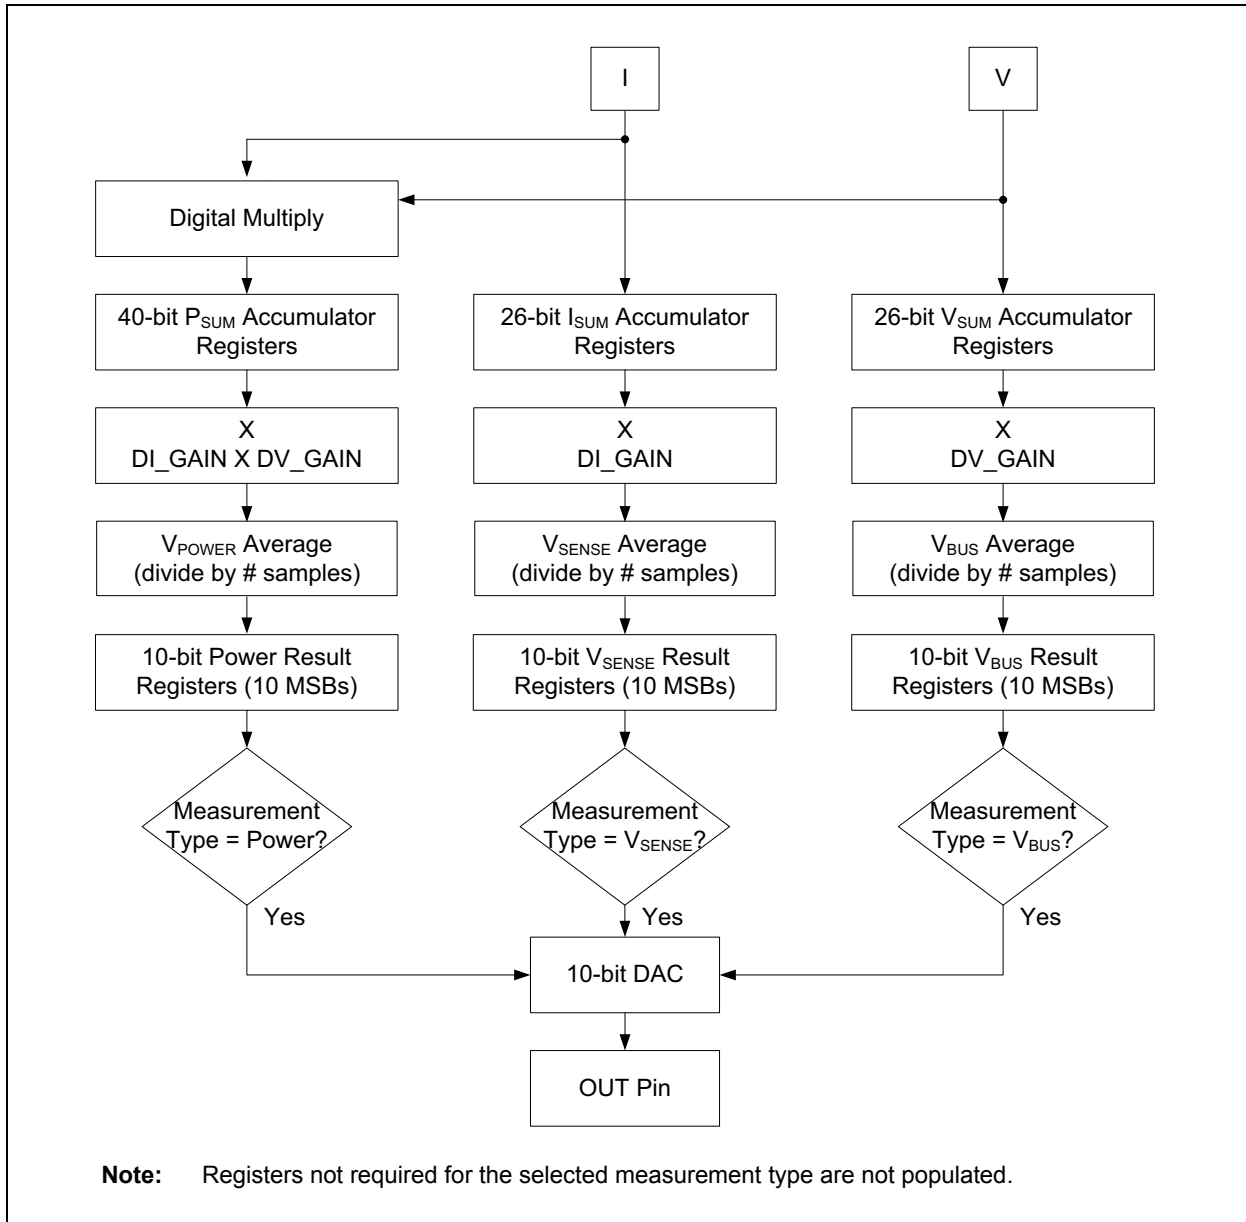 I
V
Digital Multiply
40-bit PSUM Accumulator
Registers
26-bit ISUM Accumulator
Registers
26-bit VSUM Accumulator
Registers
X
DI_GAIN X DV_GAIN
X
DI_GAIN
X
DV_GAIN
VPOWER Average
(divide by # samples)
VSENSE Average
(divide by # samples)
VBUS Average
(divide by # samples)
10-bit Power Result
Registers (10 MSBs)
10-bit VSENSE Result
Registers (10 MSBs)
10-bit VBUS Result
Registers (10 MSBs)
Measurement
Type = Power?
Measurement
Type = VSENSE?
Measurement
Type = VBUS?
Yes
Yes
Yes
10-bit DAC
OUT Pin
Note: Registers not required for the selected measurement type are not populated.